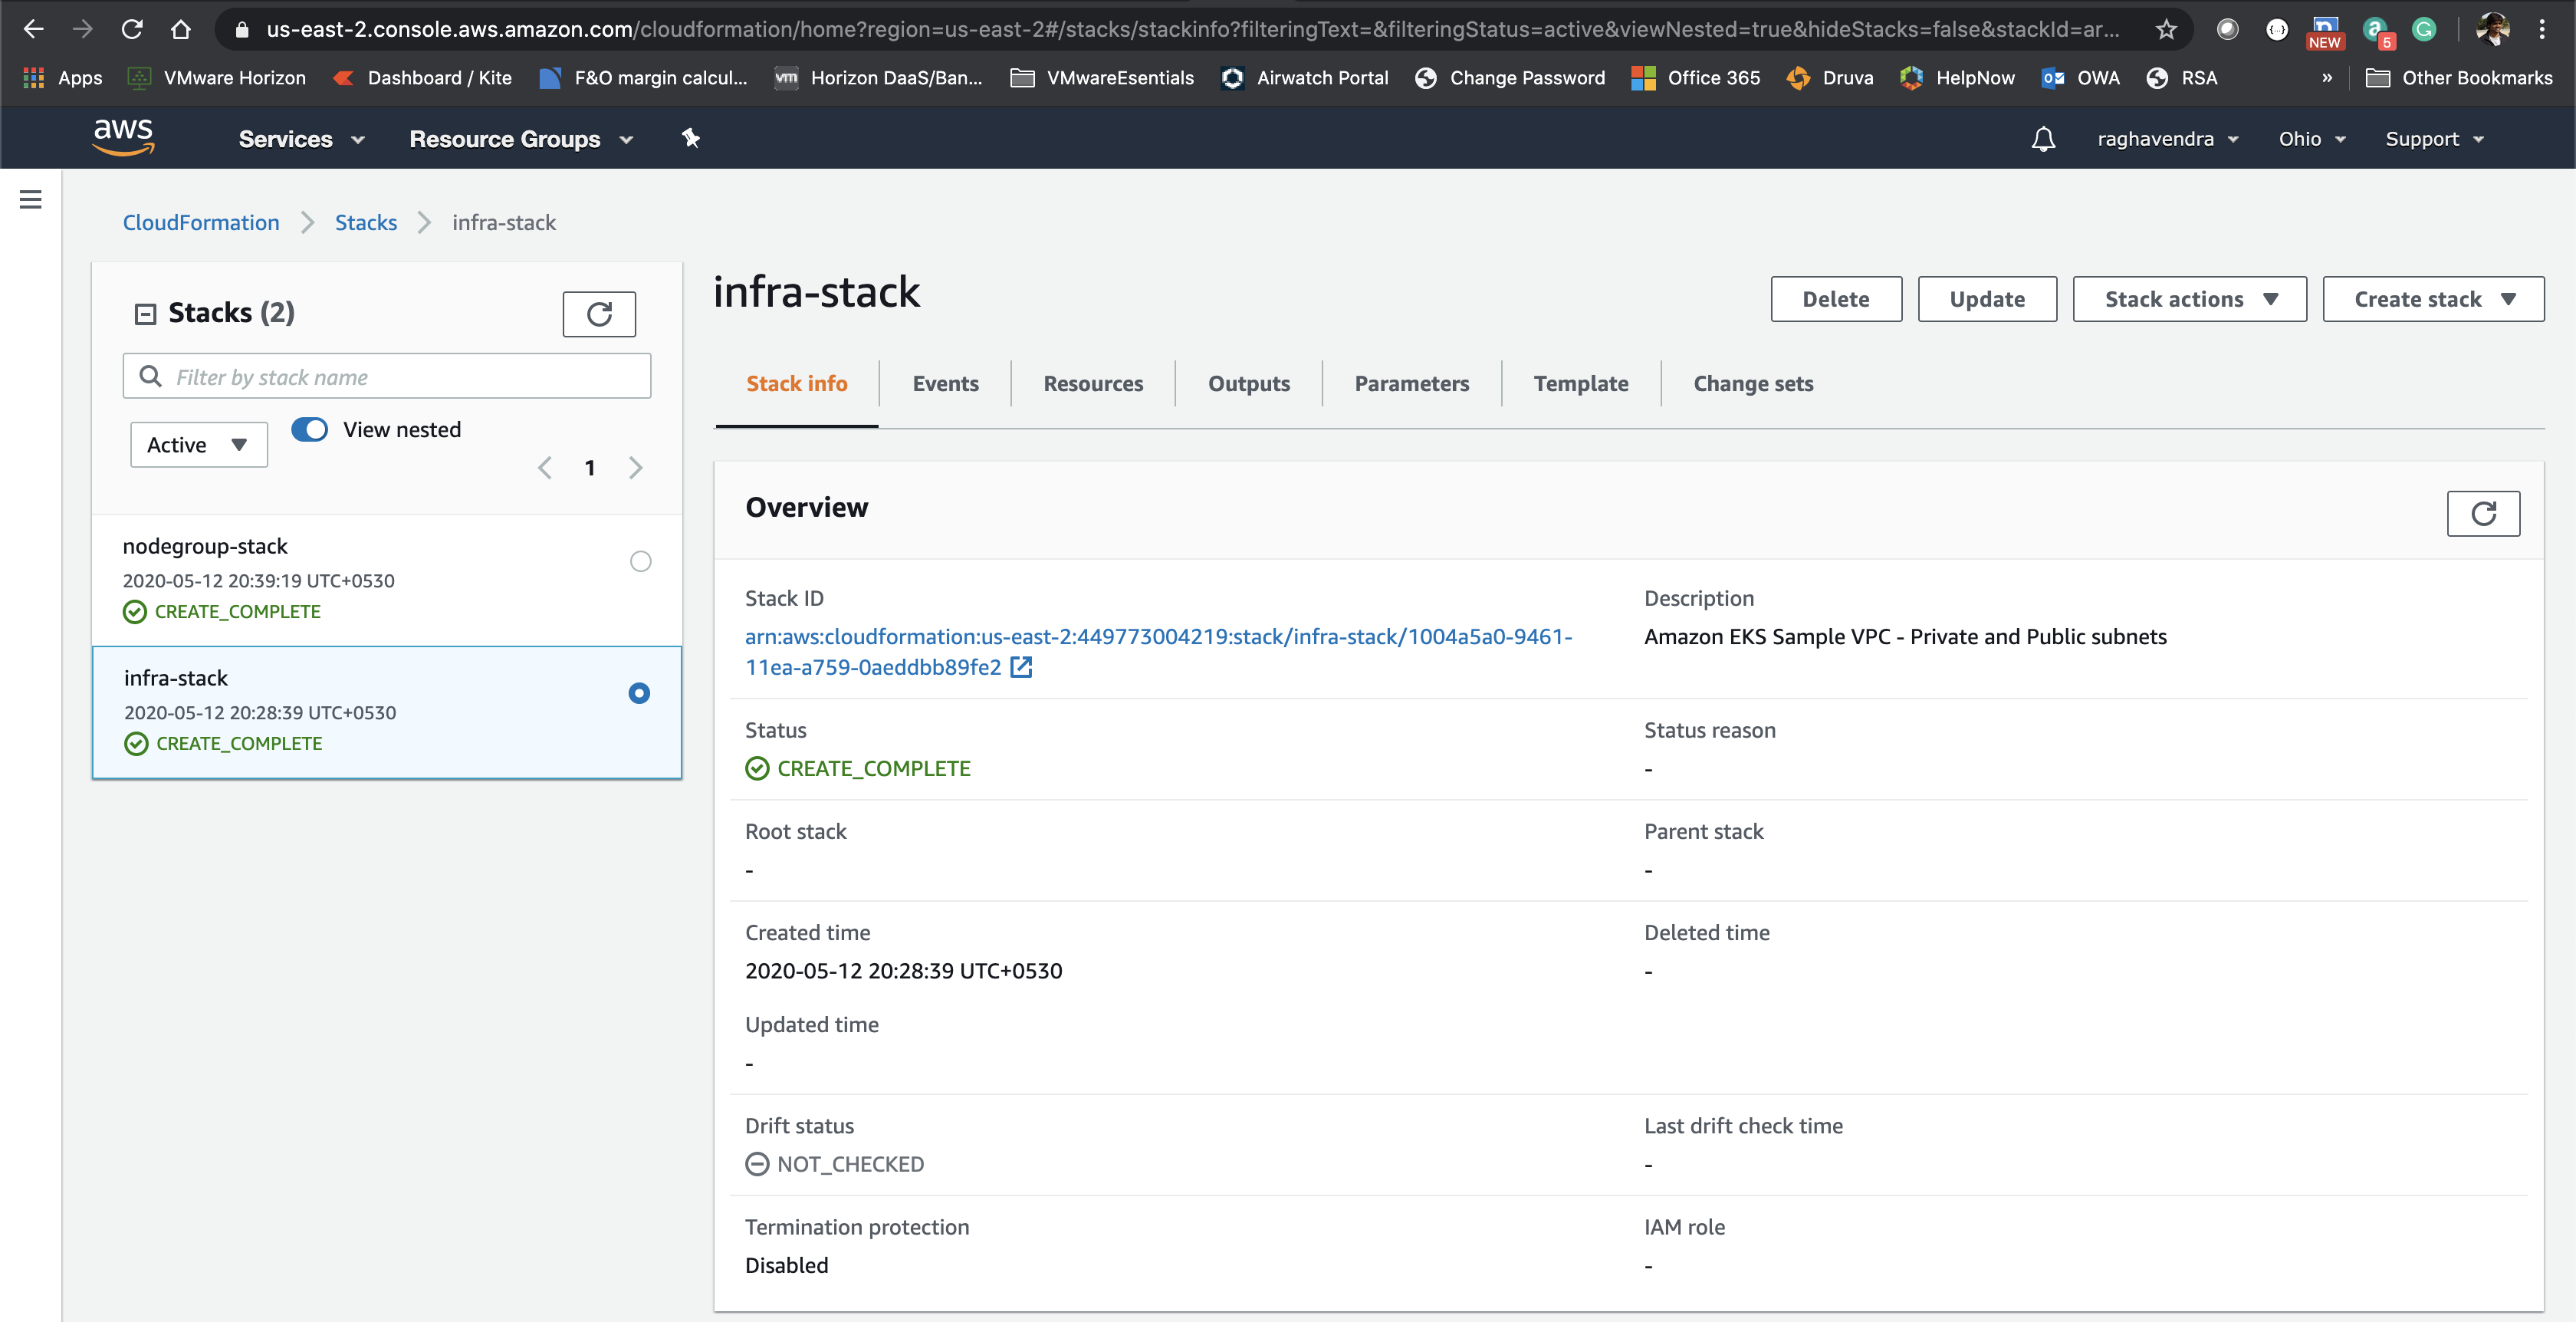 us-east-2.console.aws.amazon.com/cloudformation/home?region=us-east-2#/stacks/stackinfo?filteringText=&filteringStatus=active&viewNested=true&hideStacks=false&stackId=ar...
NEW
a 5
G
Apps VMware Horizon Dashboard / Kite F&O margin calcul... vm Horizon DaaS/Ban... VMwareEsentials Airwatch Portal Change Password Office 365 Druva HelpNow OWA RSA » Other Bookmarks
aws Services Resource Groups raghavendra Ohio Support
CloudFormation Stacks infra-stack
Stacks (2)
Filter by stack name
Active View nested
1
nodegroup-stack
2020-05-12 20:39:19 UTC+0530
CREATE_COMPLETE
infra-stack
2020-05-12 20:28:39 UTC+0530
CREATE_COMPLETE
infra-stack
Delete Update Stack actions Create stack
Stack info Events Resources Outputs Parameters Template Change sets
Overview
Stack ID
arn:aws:cloudformation:us-east-2:449773004219:stack/infra-stack/1004a5a0-9461-
11ea-a759-0aeddbb89fe2
Description
Amazon EKS Sample VPC - Private and Public subnets
Status
CREATE_COMPLETE
Status reason
-
Root stack
-
Parent stack
-
Created time
2020-05-12 20:28:39 UTC+0530
Deleted time
-
Updated time
-
Drift status
NOT_CHECKED
Last drift check time
-
Termination protection
Disabled
IAM role
-